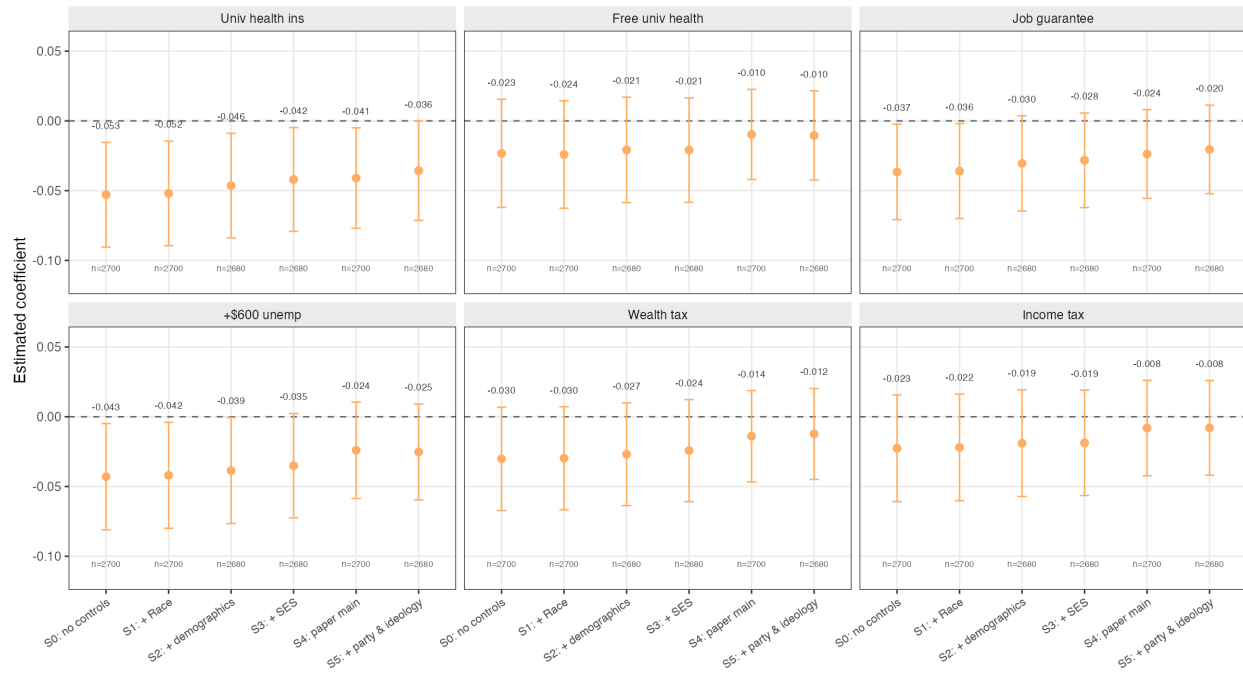 Univ health ins
Free univ health
Job guarantee
0.05
0.00
-0.05
-0.10
-0.053 -0.052 -0.046 -0.042 -0.041 -0.036
n=2700 n=2700 n=2680 n=2680 n=2700 n=2680
-0.023 -0.024 -0.021 -0.021 -0.010 -0.010
n=2700 n=2700 n=2680 n=2680 n=2700 n=2680
-0.037 -0.036 -0.030 -0.028 -0.024 -0.020
n=2700 n=2700 n=2680 n=2680 n=2700 n=2680
Estimated coefficient
+$600 unemp
Wealth tax
Income tax
0.05
0.00
-0.05
-0.10
-0.043 -0.042 -0.039 -0.035 -0.024 -0.025
n=2700 n=2700 n=2680 n=2680 n=2700 n=2680
-0.030 -0.030 -0.027 -0.024 -0.014 -0.012
n=2700 n=2700 n=2680 n=2680 n=2700 n=2680
-0.023 -0.022 -0.019 -0.019 -0.008 -0.008
n=2700 n=2700 n=2680 n=2680 n=2700 n=2680
S0: no controls
S1: + Race
S2: + demographics
S3: + SES
S4: paper main
S5: + party & ideology
S0: no controls
S1: + Race
S2: + demographics
S3: + SES
S4: paper main
S5: + party & ideology
S0: no controls
S1: + Race
S2: + demographics
S3: + SES
S4: paper main
S5: + party & ideology